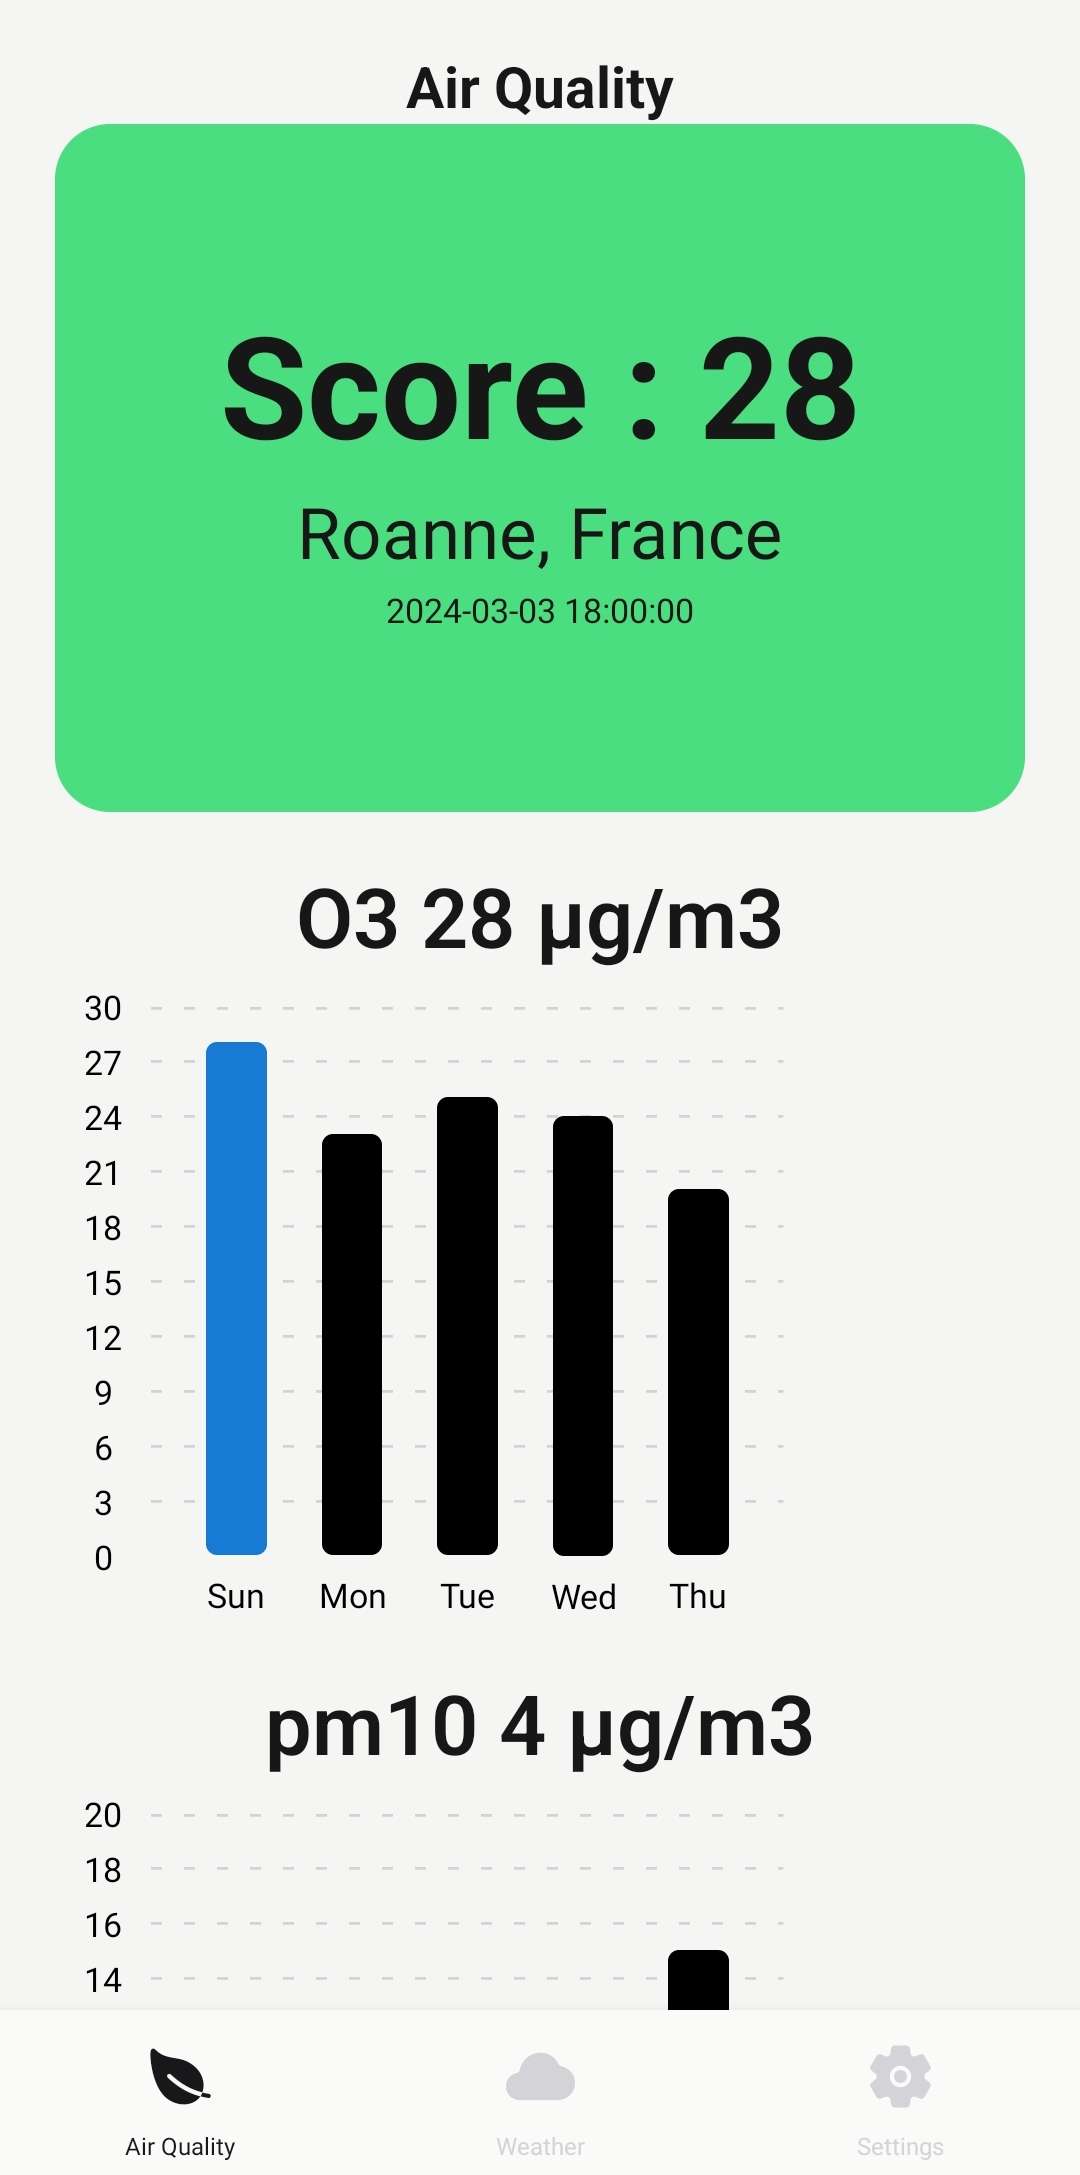 Air Quality
Score : 28
Roanne, France
2024-03-03 18:00:00
O3 28 µg/m3
30
27
24
21
18
15
12
9
6
3
0
Sun Mon Tue Wed Thu
pm10 4 µg/m3
20
18
16
14
Air Quality Weather Settings